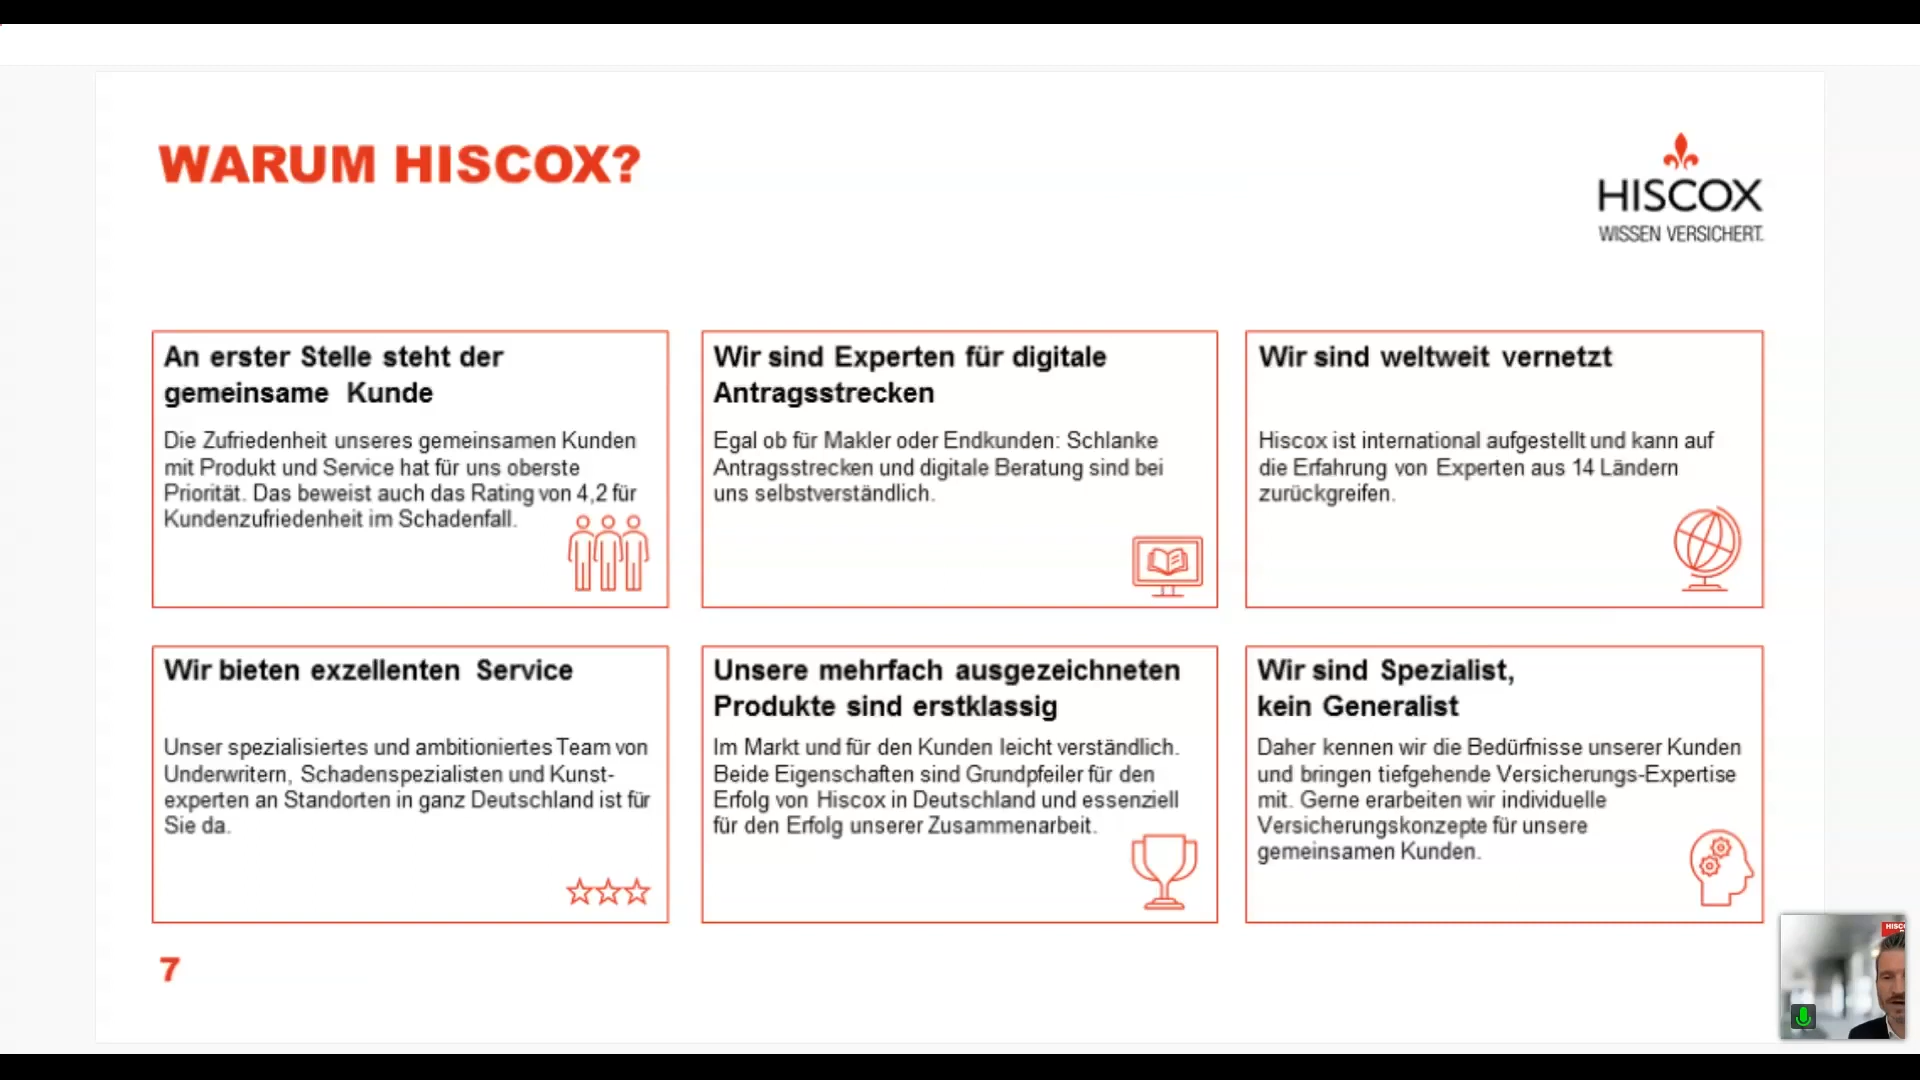 WARUM HISCOX?
HISCOX
WISSEN VERSICHERT.
An erster Stelle steht der
gemeinsame Kunde
Die Zufriedenheit unseres gemeinsamen Kunden
mit Produkt und Service hat für uns oberste
Priorität. Das beweist auch das Rating von 4,2 für
Kundenzufriedenheit im Schadenfall.
Wir sind Experten für digitale
Antragsstrecken
Egal ob für Makler oder Endkunden: Schlanke
Antragsstrecken und digitale Beratung sind bei
uns selbstverständlich.
Wir sind weltweit vernetzt
Hiscox ist international aufgestellt und kann auf
die Erfahrung von Experten aus 14 Ländern
zurückgreifen.
Wir bieten exzellenten Service
Unser spezialisiertes und ambitioniertes Team von
Underwritern, Schadenspezialisten und Kunst-
experten an Standorten in ganz Deutschland ist für
Sie da.
Unsere mehrfach ausgezeichneten
Produkte sind erstklassig
Im Markt und für den Kunden leicht verständlich.
Beide Eigenschaften sind Grundpfeiler für den
Erfolg von Hiscox in Deutschland und essenziell
für den Erfolg unserer Zusammenarbeit.
Wir sind Spezialist,
kein Generalist
Daher kennen wir die Bedürfnisse unserer Kunden
und bringen tiefgehende Versicherungs-Expertise
mit. Gerne erarbeiten wir individuelle
Versicherungskonzepte für unsere
gemeinsamen Kunden.
7